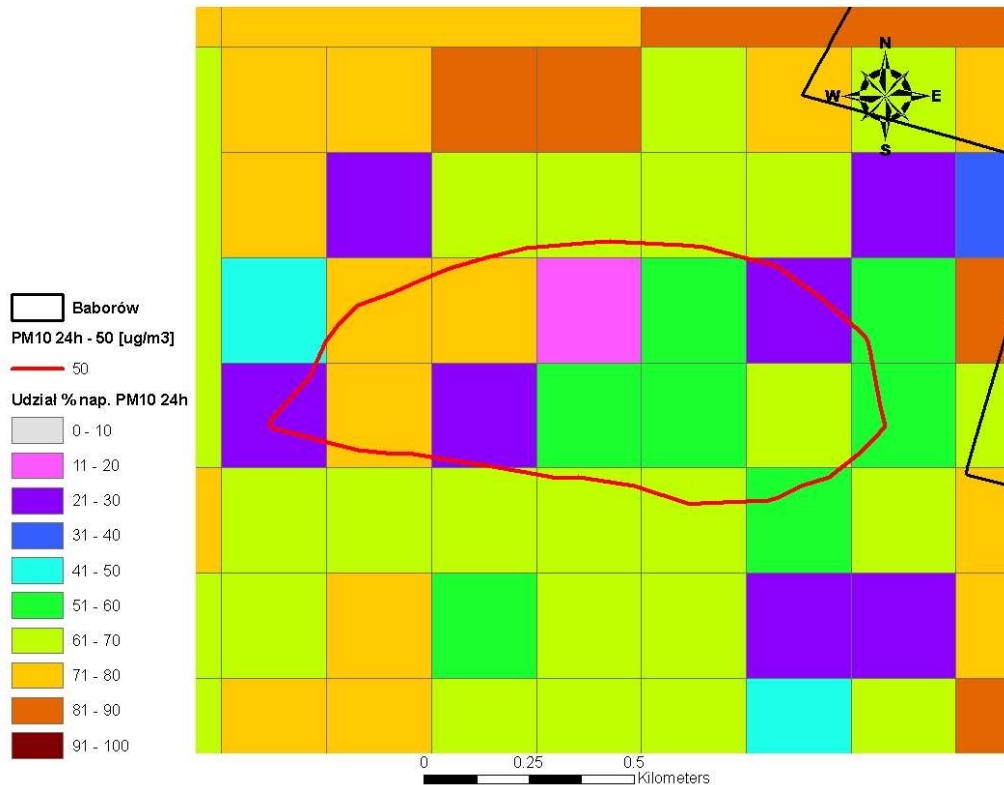 N
W E
S
Baborów
PM10 24h - 50 [ug/m3]
50
Udział % nap. PM10 24h
0 - 10
11 - 20
21 - 30
31 - 40
41 - 50
51 - 60
61 - 70
71 - 80
81 - 90
91 - 100
0 0.25 0.5
Kilometers